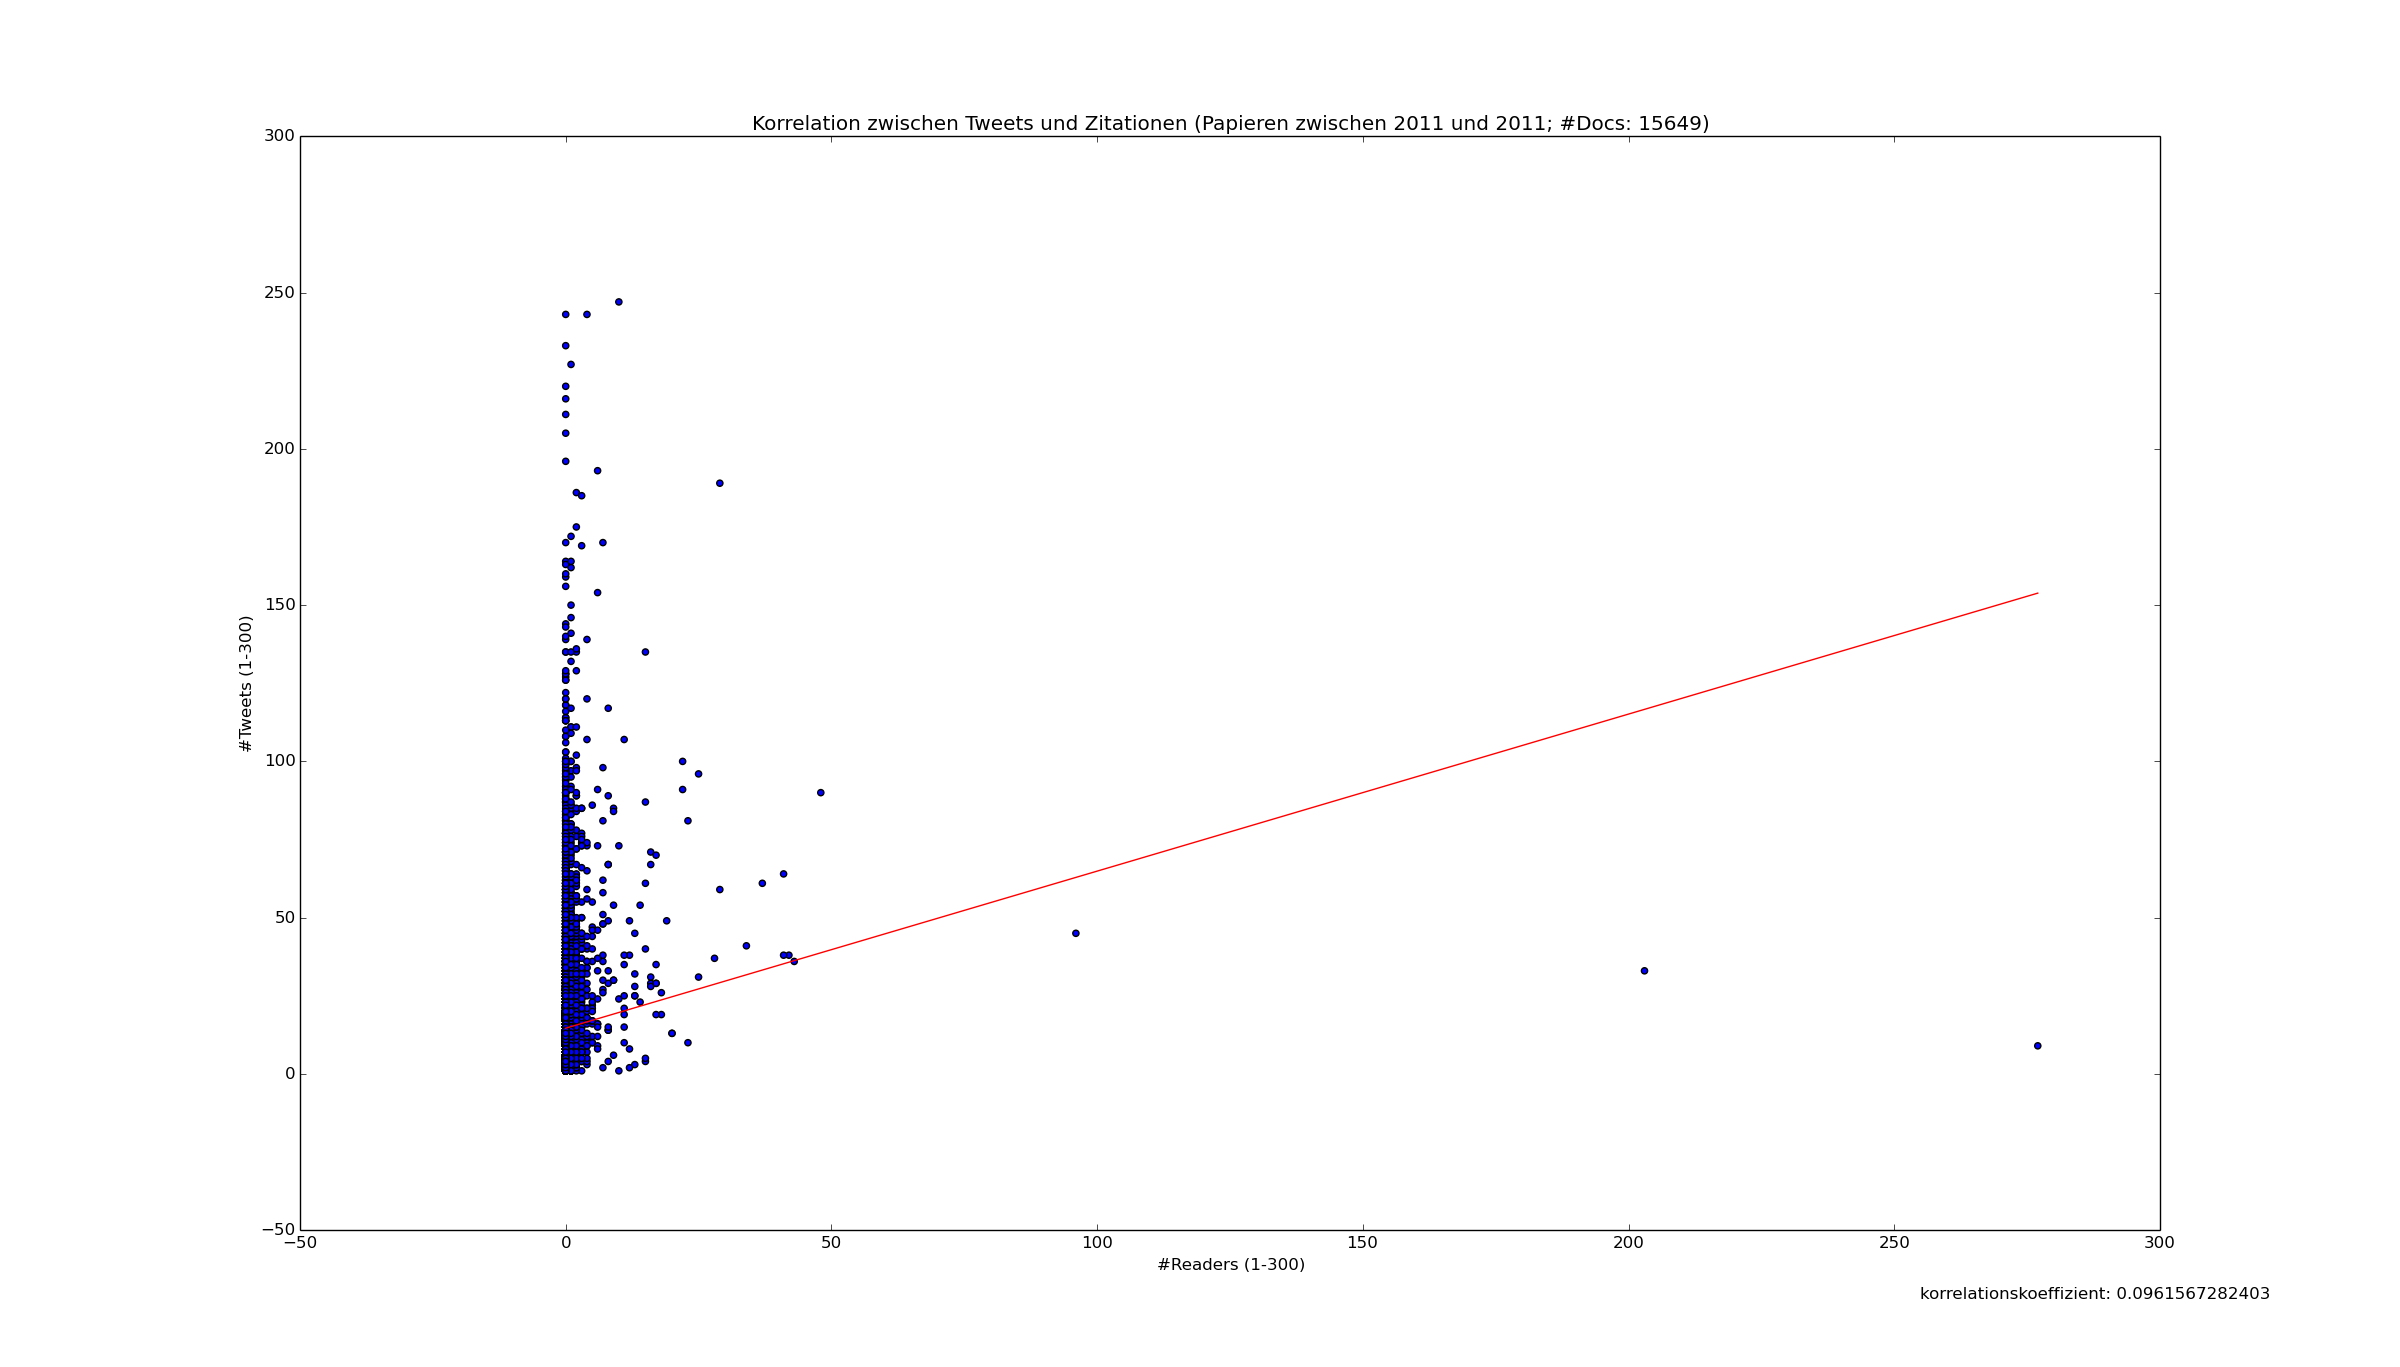 Korrelation zwischen Tweets und Zitationen (Papieren zwischen 2011 und 2011; #Docs: 15649)
300
250
200
150
100
50
0
−50
#Tweets (1-300)
−50 0 50 100 150 200 250 300
#Readers (1-300)
korrelationskoeffizient: 0.0961567282403